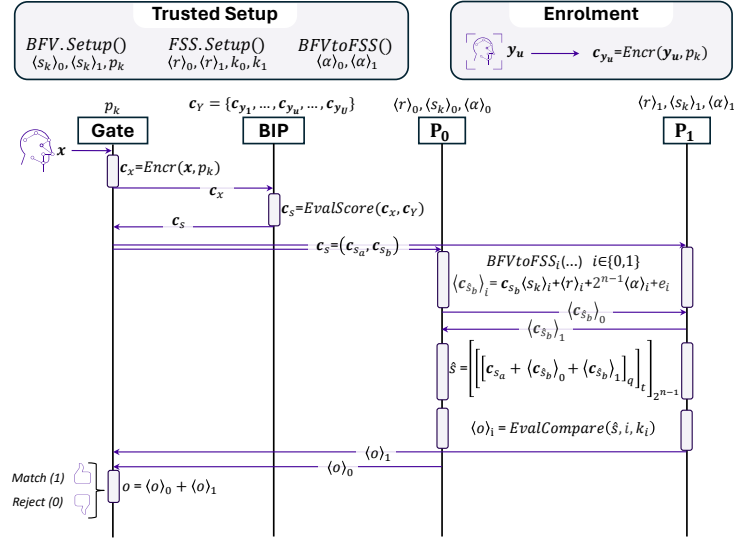 Trusted Setup
BFV.Setup() FSS.Setup() BFVtoFSS()
⟨s_k⟩_0, ⟨s_k⟩_1, p_k ⟨r⟩_0, ⟨r⟩_1, k_0, k_1 ⟨α⟩_0, ⟨α⟩_1
Enrolment
y_u c_{y_u}=Encr(y_u, p_k)
p_k c_Y = {c_{y_1}, … , c_{y_u}, … , c_{y_U}} ⟨r⟩_0, ⟨s_k⟩_0, ⟨α⟩_0 ⟨r⟩_1, ⟨s_k⟩_1, ⟨α⟩_1
Gate BIP P_0 P_1
x
c_x=Encr(x, p_k)
c_x
c_s=EvalScore(c_x, c_Y)
c_s
c_s=(c_{s_a}, c_{s_b})
BFVtoFSS_i(…) i∈{0,1}
⟨c_{ŝ_b}⟩_i = c_{s_b}⟨s_k⟩_i+⟨r⟩_i+2^{n−1}⟨α⟩_i+e_i
⟨c_{ŝ_b}⟩_0
⟨c_{ŝ_b}⟩_1
ŝ = [[[c_{s_a} + ⟨c_{ŝ_b}⟩_0 + ⟨c_{ŝ_b}⟩_1]_q]_t]_{2^{n−1}}
⟨o⟩_i = EvalCompare(ŝ, i, k_i)
⟨o⟩_1
⟨o⟩_0
Match (1)
Reject (0)
o = ⟨o⟩_0 + ⟨o⟩_1